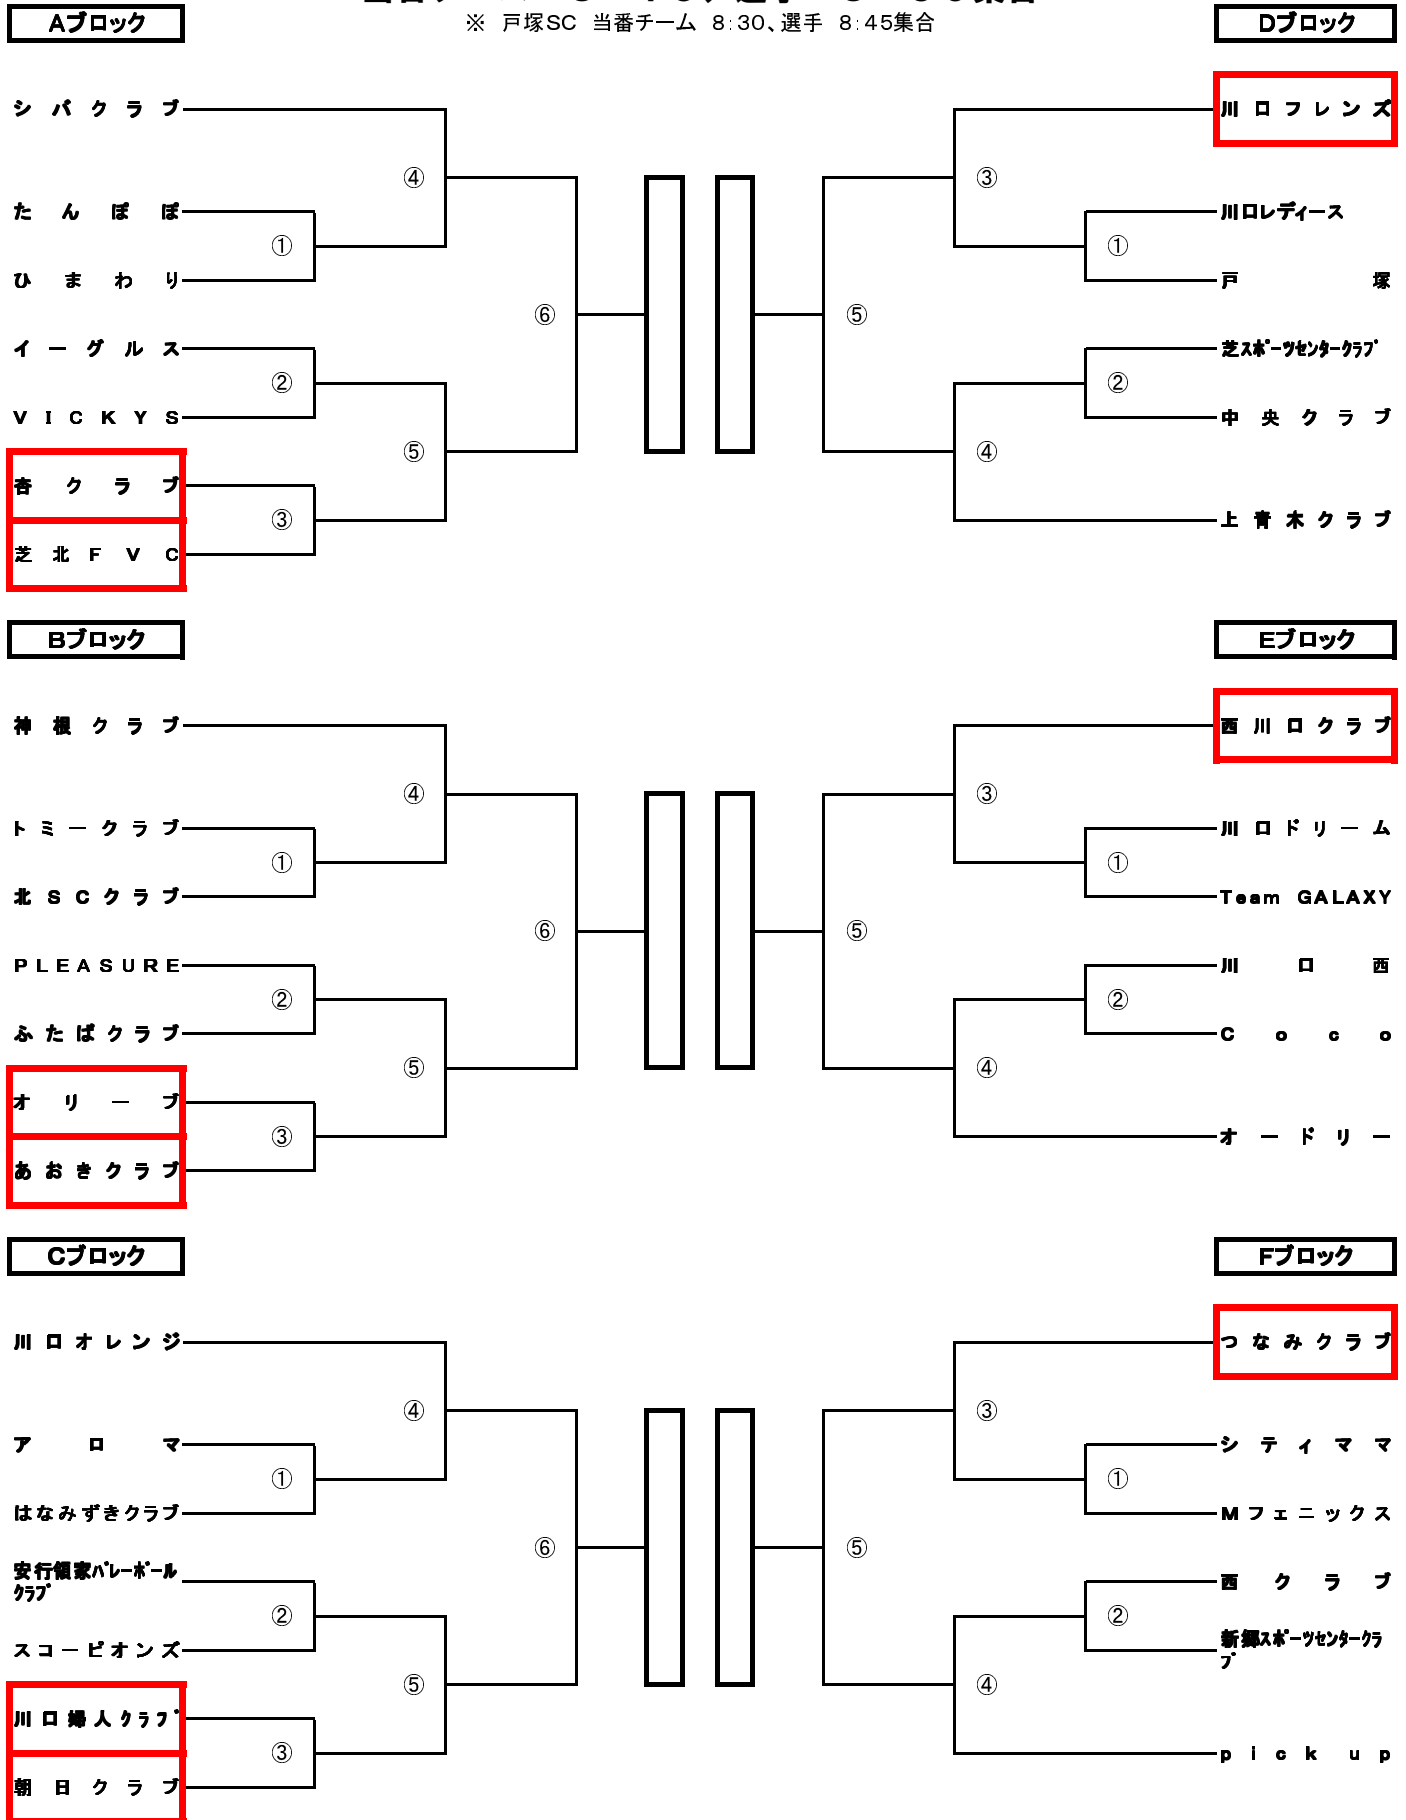 ※ 戸塚SC 当番チーム 8:30、選手 8:45集合
Aブロック
シバクラブ
④
たんぽぽ
①
ひまわり
⑥
イーグルス
②
VICKYS
⑤
杏クラブ
③
芝北FVC
Dブロック
川口フレンズ
③
川口レディース
①
戸塚
⑤
芝スポーツセンタークラブ
②
中央クラブ
④
上青木クラブ
Bブロック
神根クラブ
④
トミークラブ
①
北SCクラブ
⑥
PLEASURE
②
ふたばクラブ
⑤
オリーブ
③
あおきクラブ
Eブロック
西川口クラブ
③
川口ドリーム
①
Team GALAXY
⑤
川口西
②
Coco
④
オードリー
Cブロック
川口オレンジ
④
アロマ
①
はなみずきクラブ
⑥
安行領家バレーボール
クラブ
②
スコーピオンズ
⑤
川口婦人クラブ
③
朝日クラブ
Fブロック
つなみクラブ
③
シティママ
①
Mフェニックス
⑤
西クラブ
②
新郷スポーツセンタークラ
ブ
④
pick up